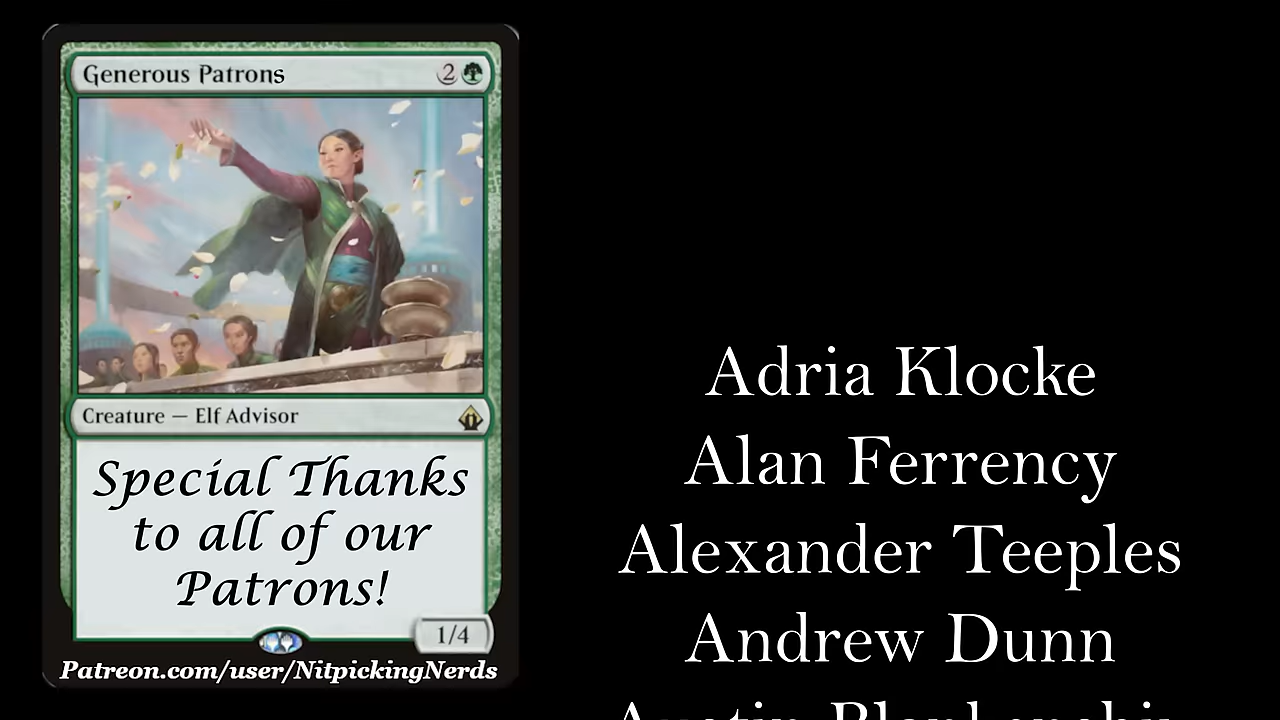 Generous Patrons 2
Creature — Elf Advisor
Special Thanks
to all of our
Patrons!
1/4
Patreon.com/user/NitpickingNerds
Adria Klocke
Alan Ferrency
Alexander Teeples
Andrew Dunn